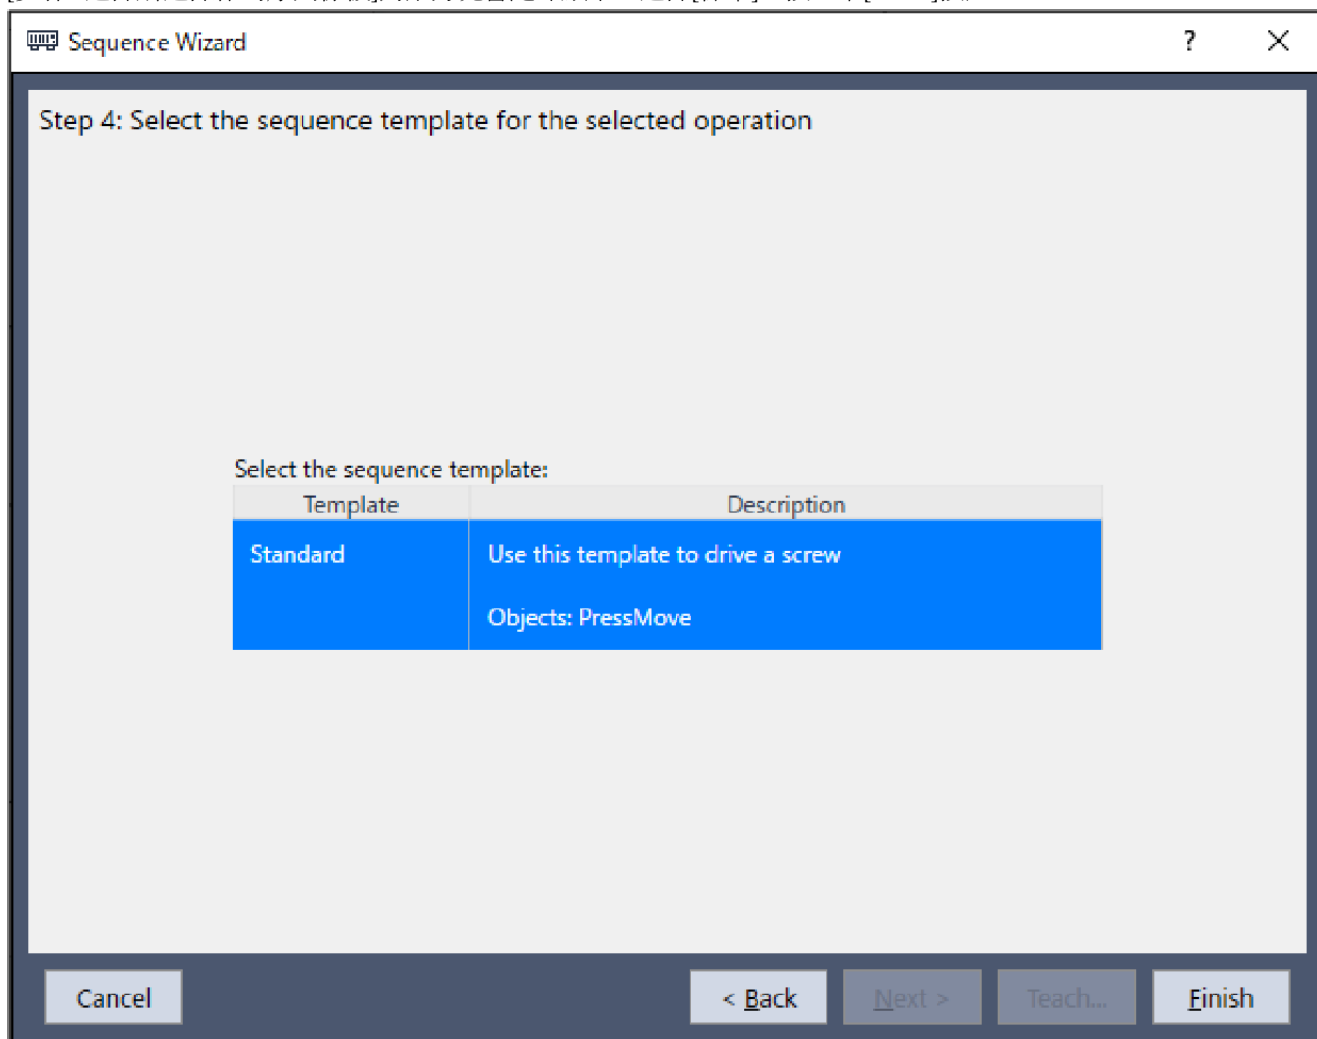 Sequence Wizard
?
Step 4: Select the sequence template for the selected operation
Select the sequence template:
Template Description
Standard Use this template to drive a screw
Objects: PressMove
Cancel < Back Next > Teach... Finish